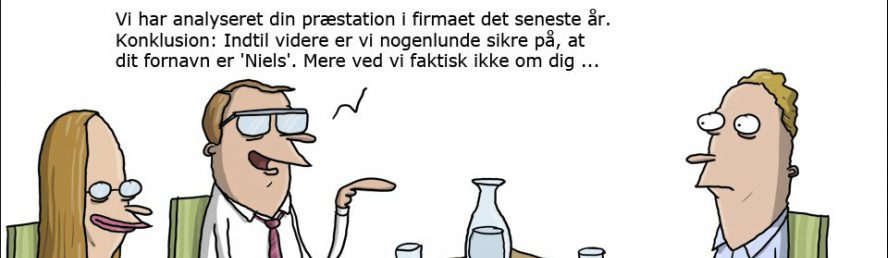 Vi har analyseret din præstation i firmaet det seneste år.
Konklusion: Indtil videre er vi nogenlunde sikre på, at
dit fornavn er 'Niels'. Mere ved vi faktisk ikke om dig ...